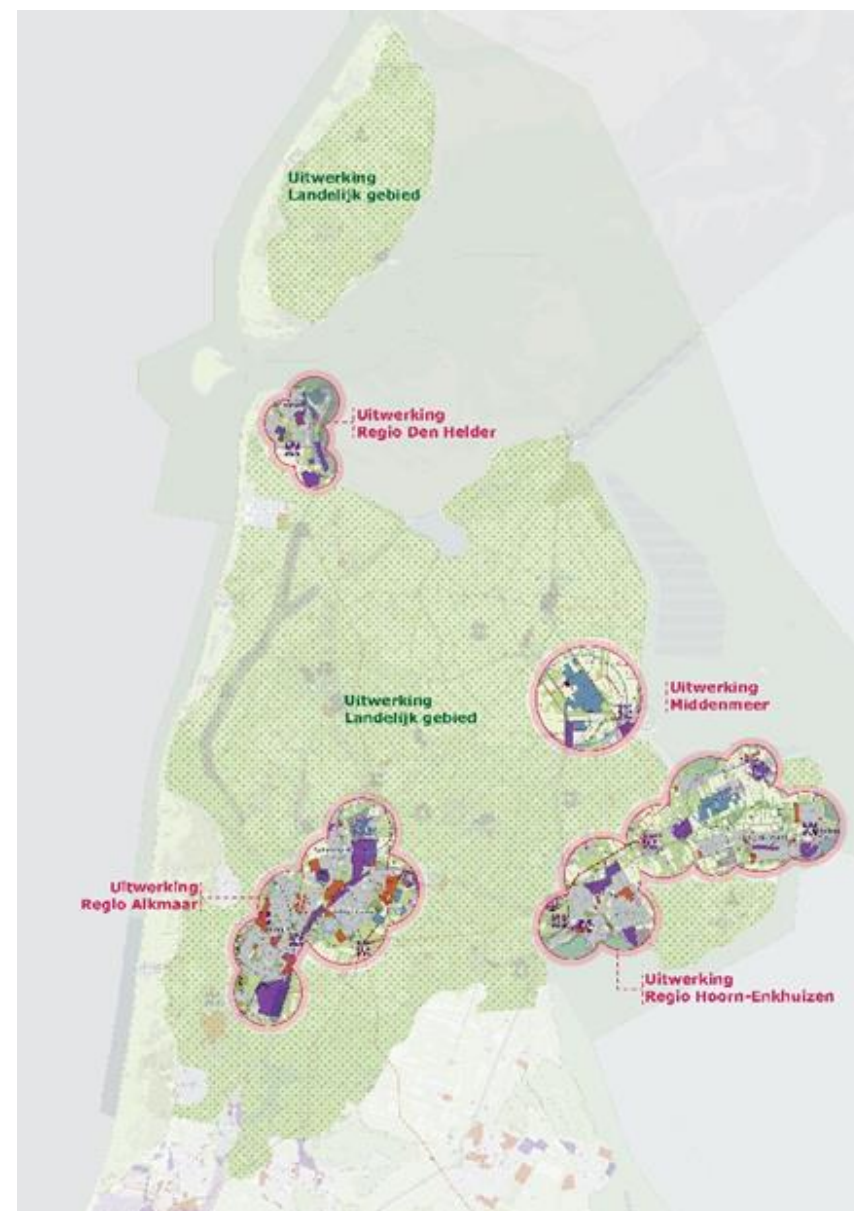 Uitwerking
Landelijk gebied
Uitwerking
Regio Den Helder
Uitwerking
Middenmeer
Uitwerking
Landelijk gebied
Uitwerking
Regio Alkmaar
Uitwerking
Regio Hoorn-Enkhuizen